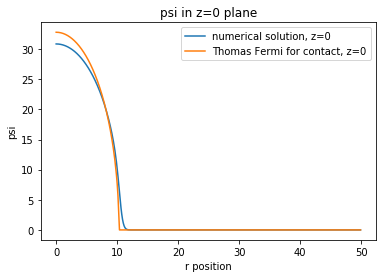 psi in z=0 plane
numerical solution, z=0
Thomas Fermi for contact, z=0
psi
30
25
20
15
10
5
0
0 10 20 30 40 50
r position